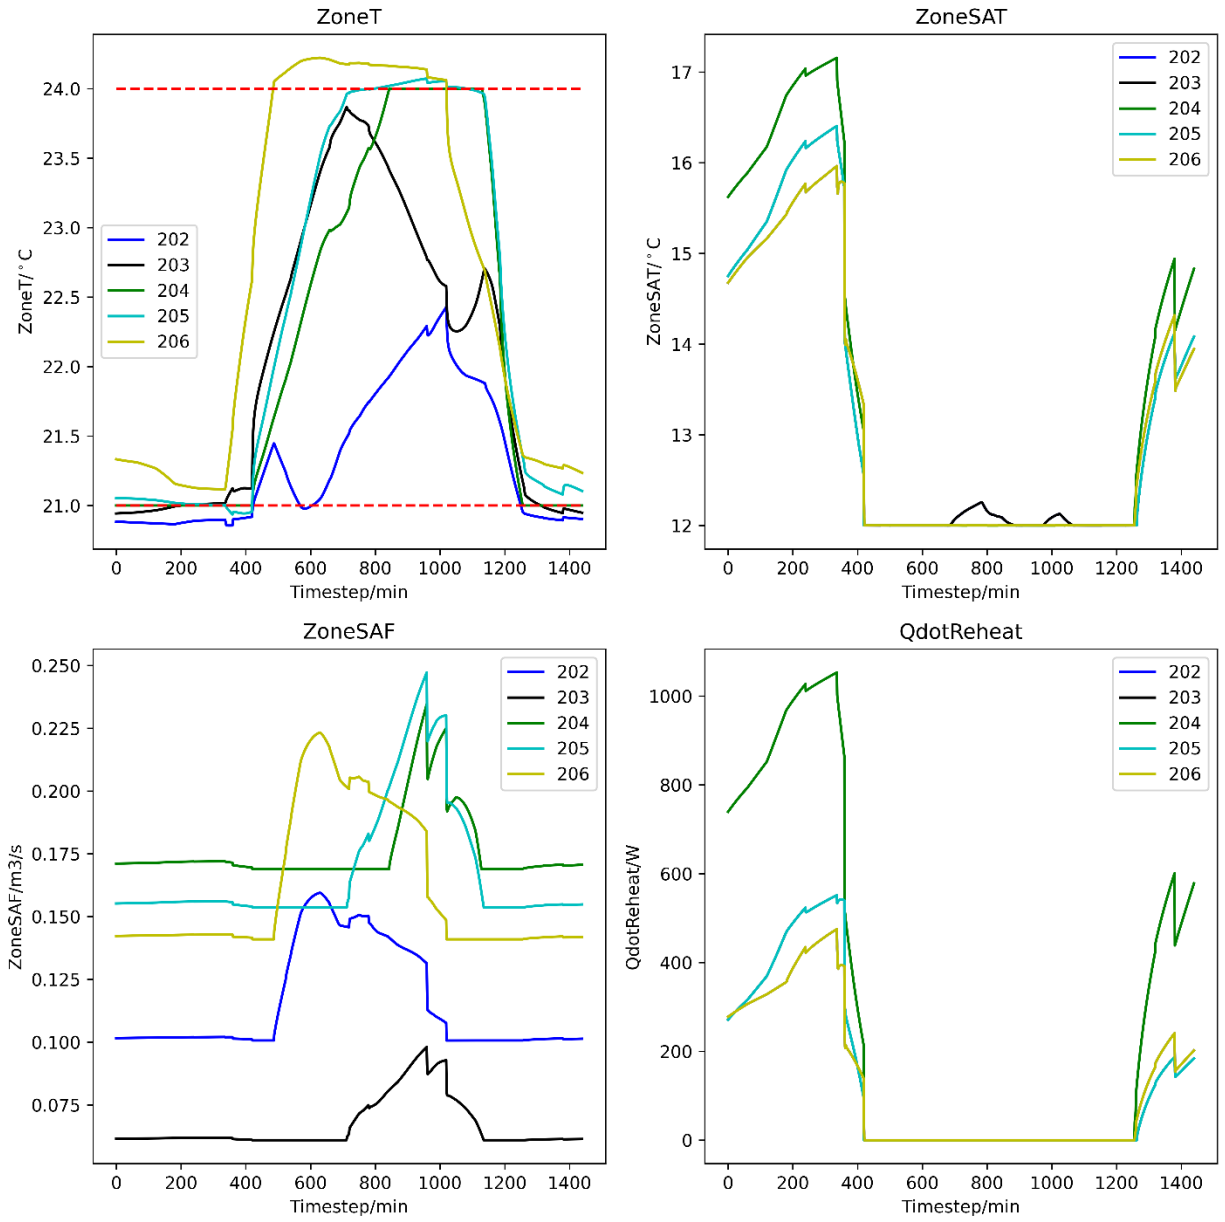 ZoneT
ZoneT/°C
24.0
23.5
23.0
22.5
22.0
21.5
21.0
202
203
204
205
206
0 200 400 600 800 1000 1200 1400
Timestep/min
ZoneSAT
ZoneSAT/°C
17
16
15
14
13
12
202
203
204
205
206
0 200 400 600 800 1000 1200 1400
Timestep/min
ZoneSAF
ZoneSAF/m3/s
0.250
0.225
0.200
0.175
0.150
0.125
0.100
0.075
202
203
204
205
206
0 200 400 600 800 1000 1200 1400
Timestep/min
QdotReheat
QdotReheat/W
1000
800
600
400
200
0
202
203
204
205
206
0 200 400 600 800 1000 1200 1400
Timestep/min